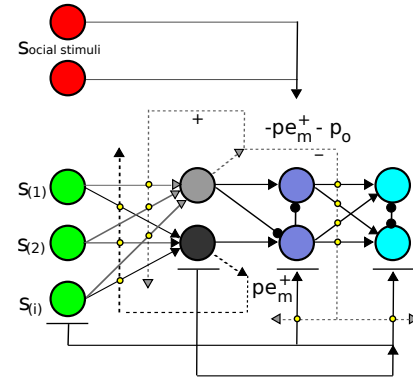 Social stimuli
+
-pe⁺ₘ - pₒ
−
S(1)
S(2)
S(i)
pe⁺ₘ